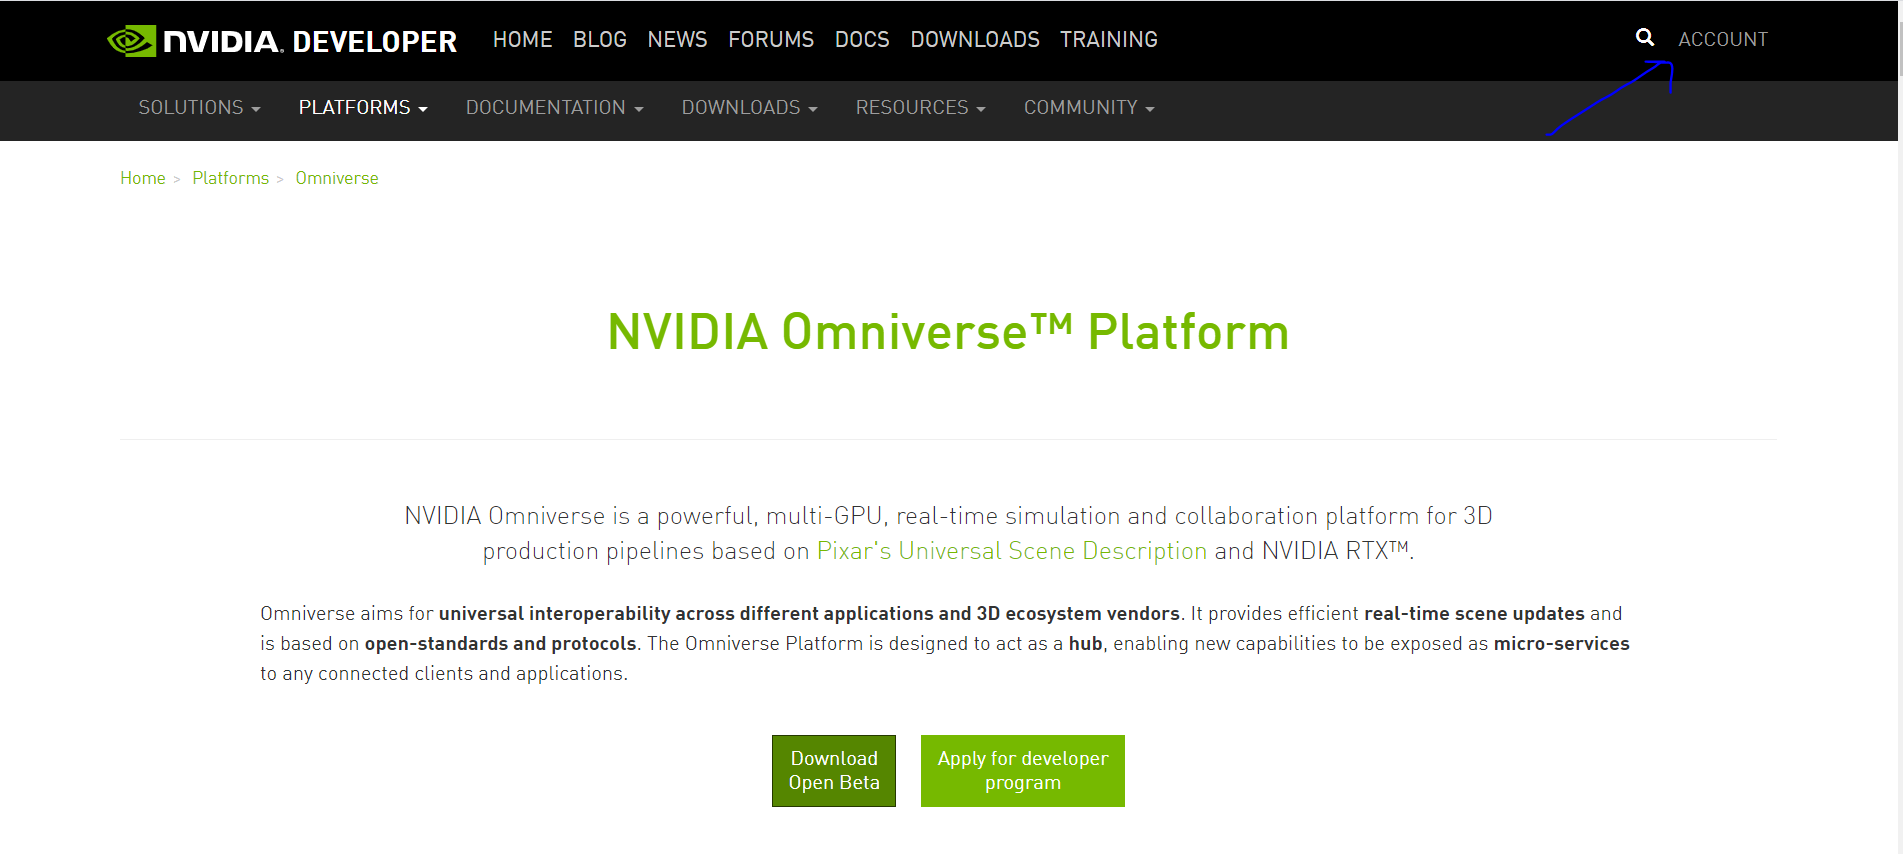 NVIDIA. DEVELOPER HOME BLOG NEWS FORUMS DOCS DOWNLOADS TRAINING ACCOUNT
SOLUTIONS PLATFORMS DOCUMENTATION DOWNLOADS RESOURCES COMMUNITY
Home > Platforms > Omniverse
NVIDIA Omniverse™ Platform
NVIDIA Omniverse is a powerful, multi-GPU, real-time simulation and collaboration platform for 3D
production pipelines based on Pixar's Universal Scene Description and NVIDIA RTX™.
Omniverse aims for universal interoperability across different applications and 3D ecosystem vendors. It provides efficient real-time scene updates and
is based on open-standards and protocols. The Omniverse Platform is designed to act as a hub, enabling new capabilities to be exposed as micro-services
to any connected clients and applications.
Download
Open Beta
Apply for developer
program